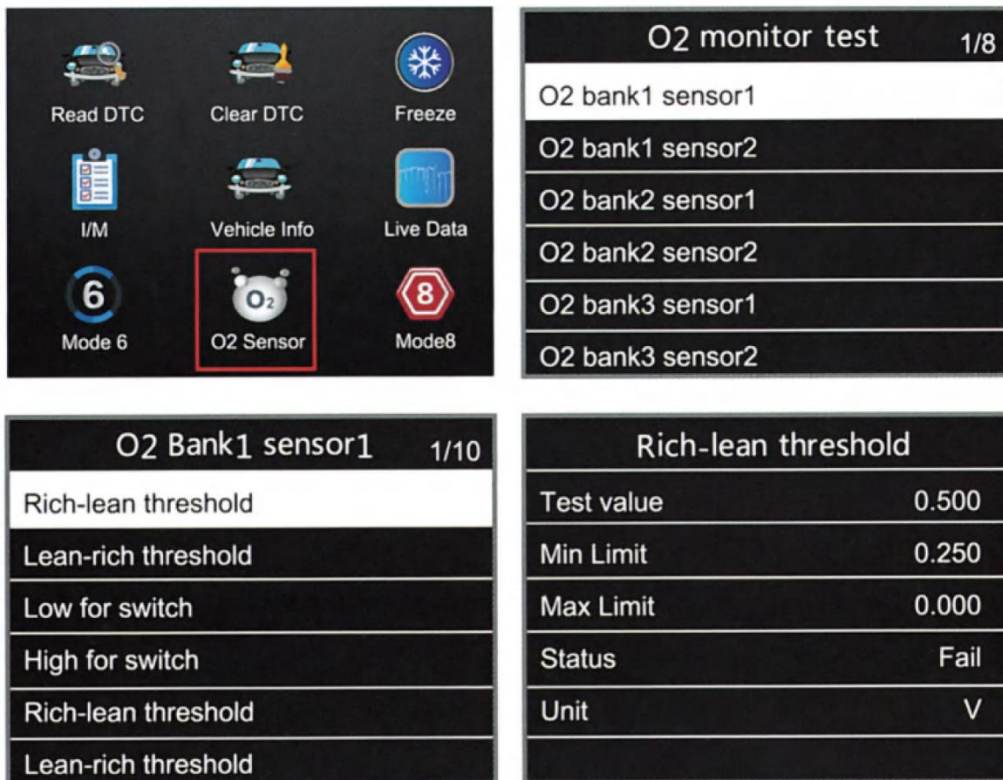 Read DTC
Clear DTC
Freeze
I/M
Vehicle Info
Live Data
6
Mode 6
O2
O2 Sensor
8
Mode8
O2 monitor test 1/8
O2 bank1 sensor1
O2 bank1 sensor2
O2 bank2 sensor1
O2 bank2 sensor2
O2 bank3 sensor1
O2 bank3 sensor2
O2 Bank1 sensor1 1/10
Rich-lean threshold
Lean-rich threshold
Low for switch
High for switch
Rich-lean threshold
Lean-rich threshold
Rich-lean threshold
Test value 0.500
Min Limit 0.250
Max Limit 0.000
Status Fail
Unit V